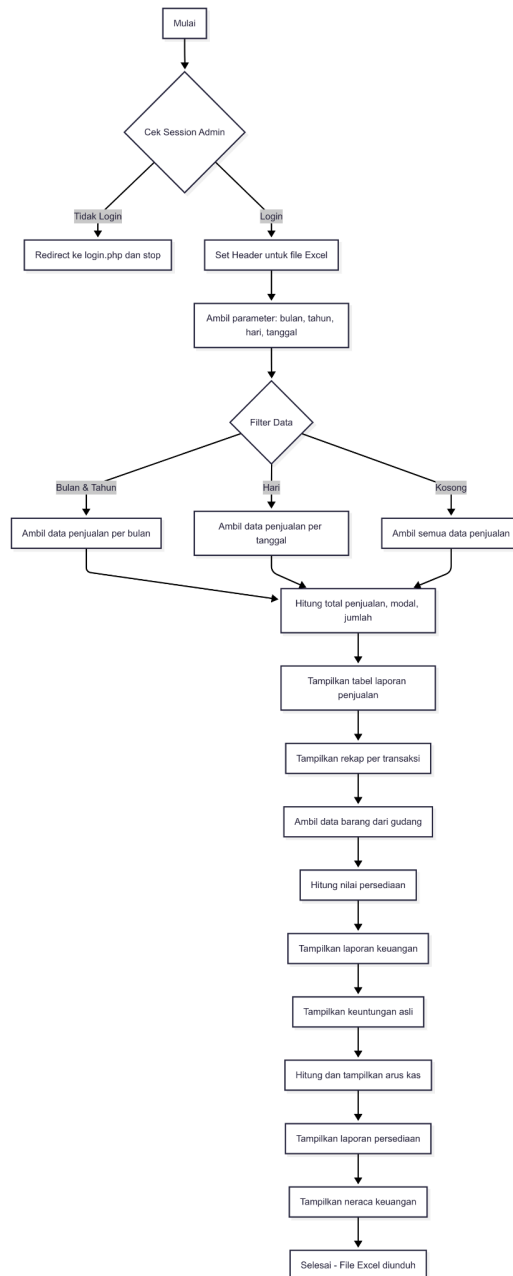 Mulai
Cek Session Admin
Tidak Login
Login
Redirect ke login.php dan stop
Set Header untuk file Excel
Ambil parameter: bulan, tahun,
hari, tanggal
Filter Data
Bulan & Tahun
Hari
Kosong
Ambil data penjualan per bulan
Ambil data penjualan per
tanggal
Ambil semua data penjualan
Hitung total penjualan, modal,
jumlah
Tampilkan tabel laporan
penjualan
Tampilkan rekap per transaksi
Ambil data barang dari gudang
Hitung nilai persediaan
Tampilkan laporan keuangan
Tampilkan keuntungan asli
Hitung dan tampilkan arus kas
Tampilkan laporan persediaan
Tampilkan neraca keuangan
Selesai - File Excel diunduh